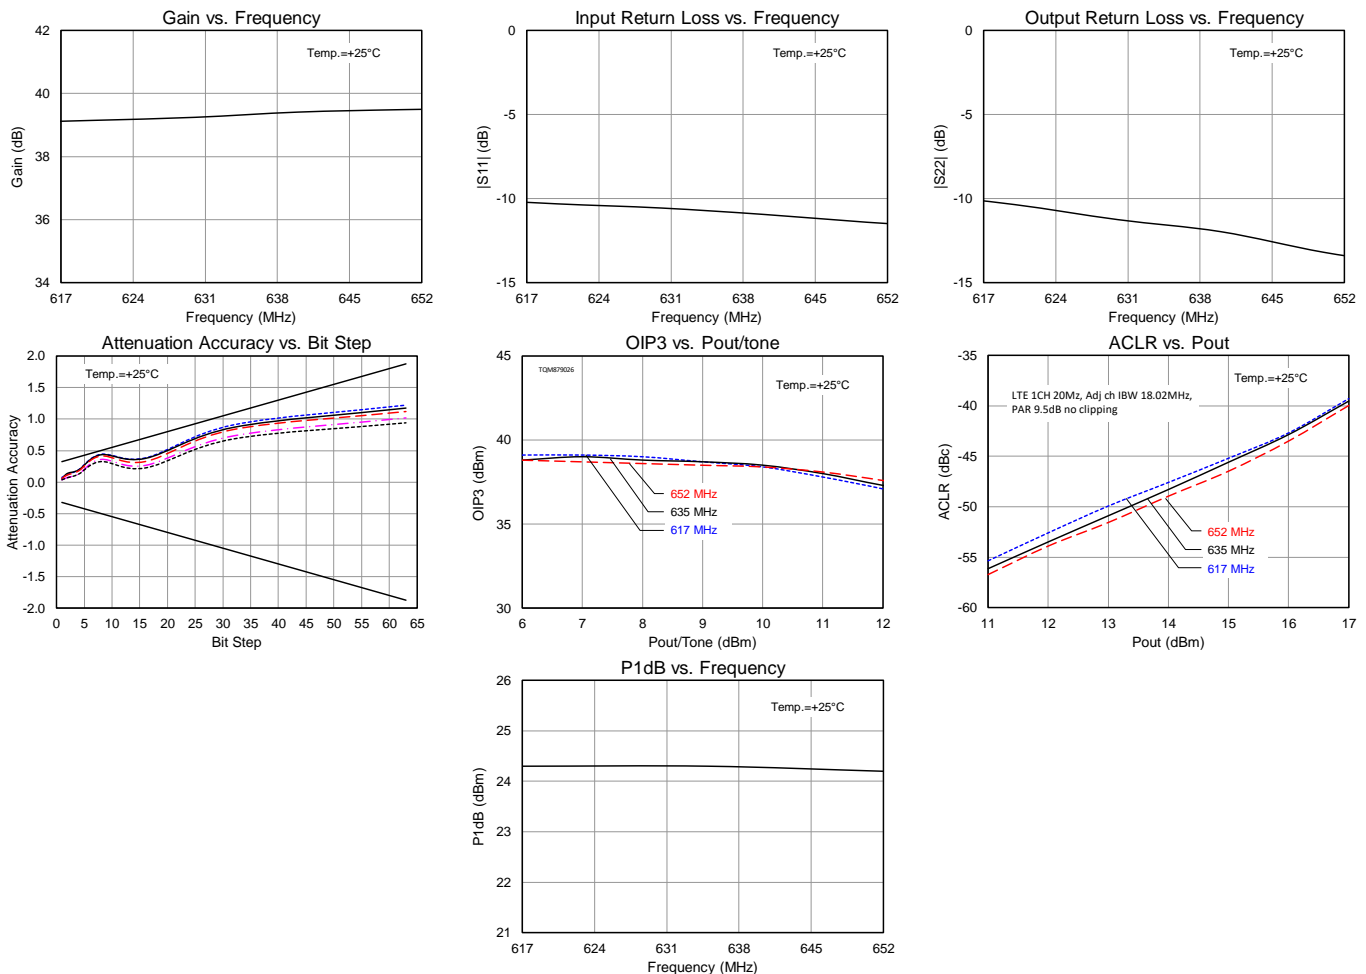 Gain vs. Frequency
42
40
38
36
34
Gain (dB)
Temp.=+25°C
617 624 631 638 645 652
Frequency (MHz)
Input Return Loss vs. Frequency
0
-5
-10
-15
|S11| (dB)
Temp.=+25°C
617 624 631 638 645 652
Frequency (MHz)
Output Return Loss vs. Frequency
0
-5
-10
-15
|S22| (dB)
Temp.=+25°C
617 624 631 638 645 652
Frequency (MHz)
Attenuation Accuracy vs. Bit Step
2.0
1.5
1.0
0.5
0.0
-0.5
-1.0
-1.5
-2.0
Attenuation Accuracy
Temp.=+25°C
0 5 10 15 20 25 30 35 40 45 50 55 60 65
Bit Step
OIP3 vs. Pout/tone
45
40
35
30
OIP3 (dBm)
TQM879026
Temp.=+25°C
652 MHz
635 MHz
617 MHz
6 7 8 9 10 11 12
Pout/Tone (dBm)
ACLR vs. Pout
-35
-40
-45
-50
-55
-60
ACLR (dBc)
Temp.=+25°C
LTE 1CH 20Mz, Adj ch IBW 18.02MHz,
PAR 9.5dB no clipping
652 MHz
635 MHz
617 MHz
11 12 13 14 15 16 17
Pout (dBm)
P1dB vs. Frequency
26
25
24
23
22
21
P1dB (dBm)
Temp.=+25°C
617 624 631 638 645 652
Frequency (MHz)